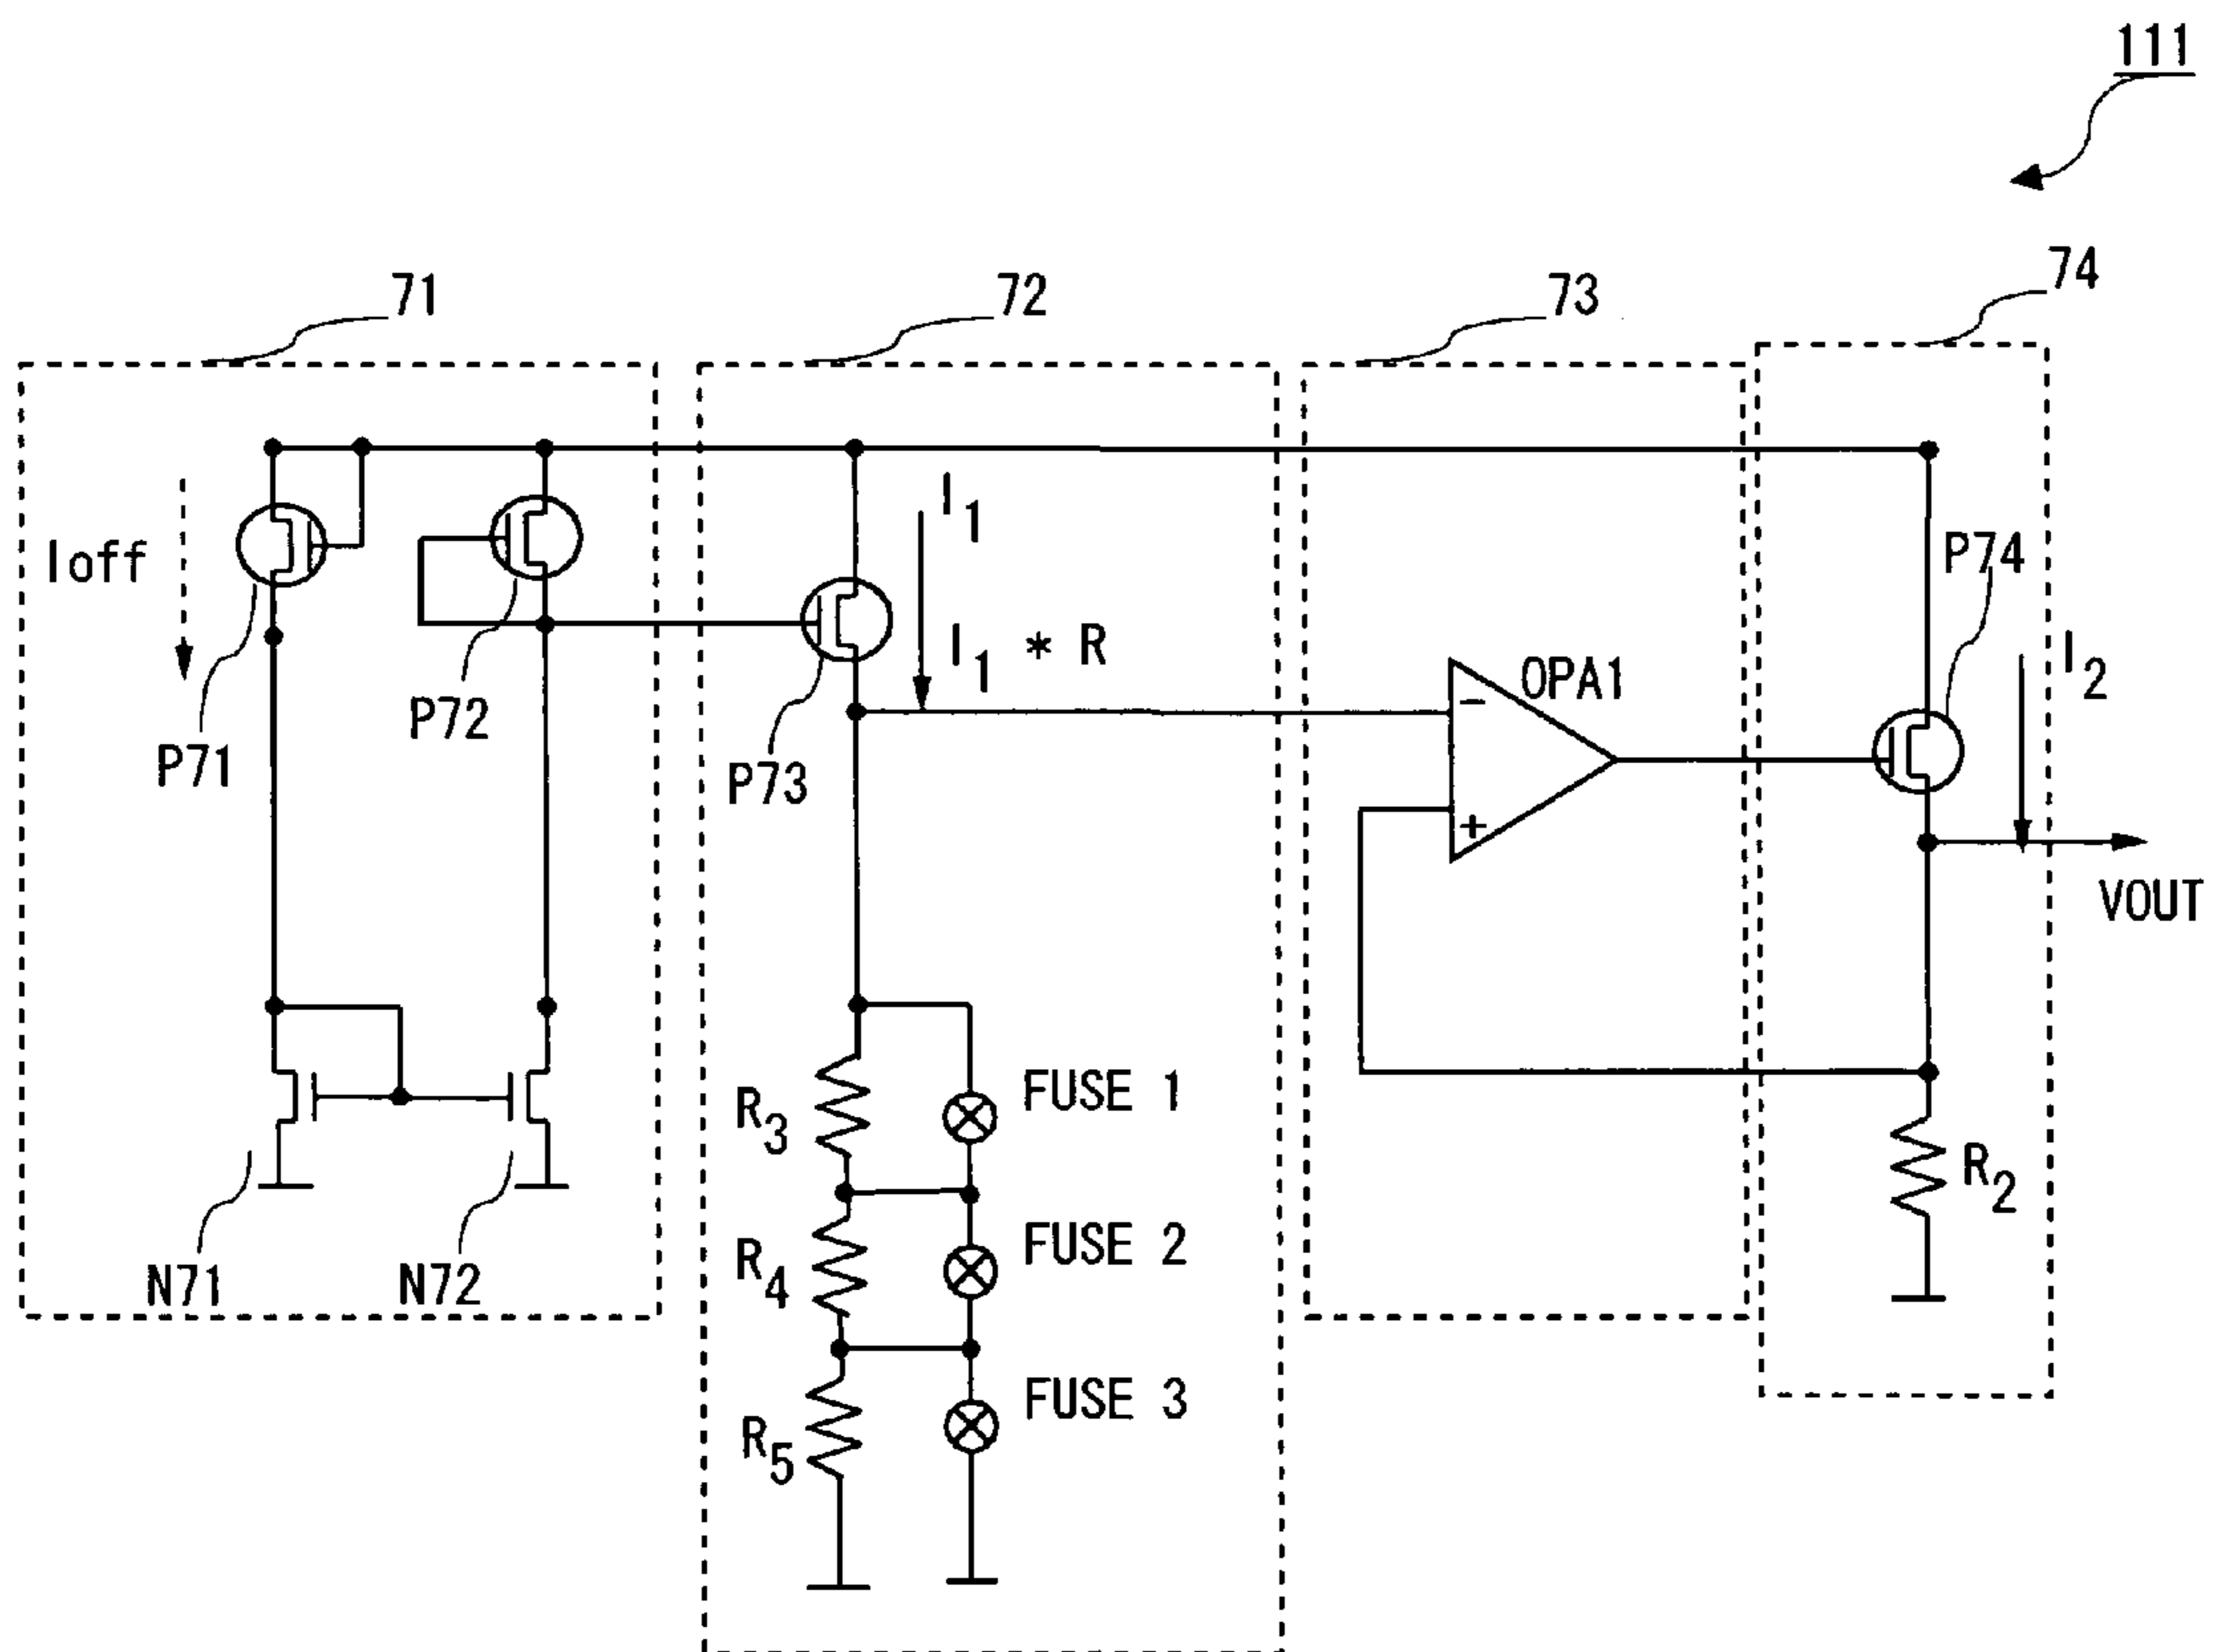 111
71
72
73
74
Ioff
I1
P74
I1 * R
OPA1
I2
P71
P72
P73
VOUT
FUSE 1
R3
R2
FUSE 2
R4
N71
N72
FUSE 3
R5
-
+